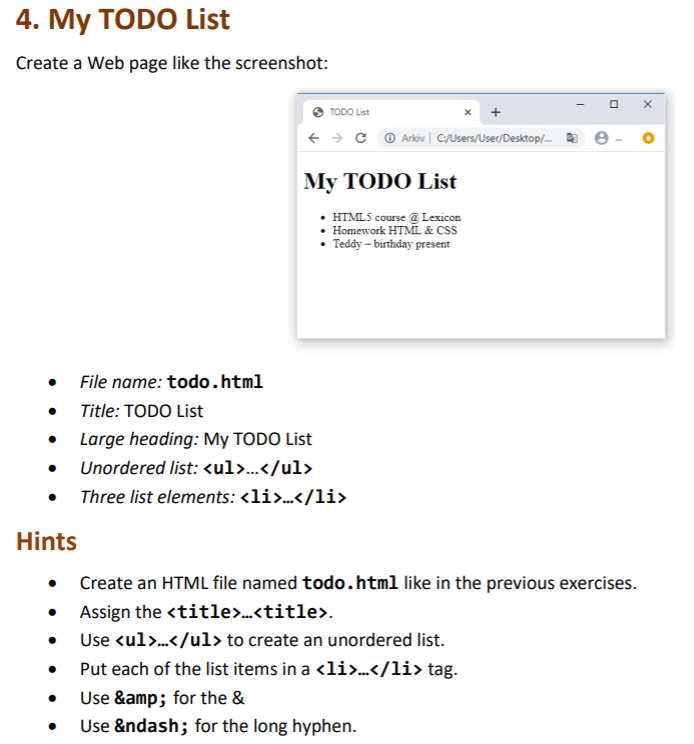 4. My TODO List
Create a Web page like the screenshot:
TODO List
Arkiv | C:/Users/User/Desktop/...
My TODO List
• HTML5 course @ Lexicon
• Homework HTML & CSS
• Teddy – birthday present
• File name: todo.html
• Title: TODO List
• Large heading: My TODO List
• Unordered list: <ul>…</ul>
• Three list elements: <li>…</li>
Hints
• Create an HTML file named todo.html like in the previous exercises.
• Assign the <title>…<title>.
• Use <ul>…</ul> to create an unordered list.
• Put each of the list items in a <li>…</li> tag.
• Use &amp; for the &
• Use &ndash; for the long hyphen.